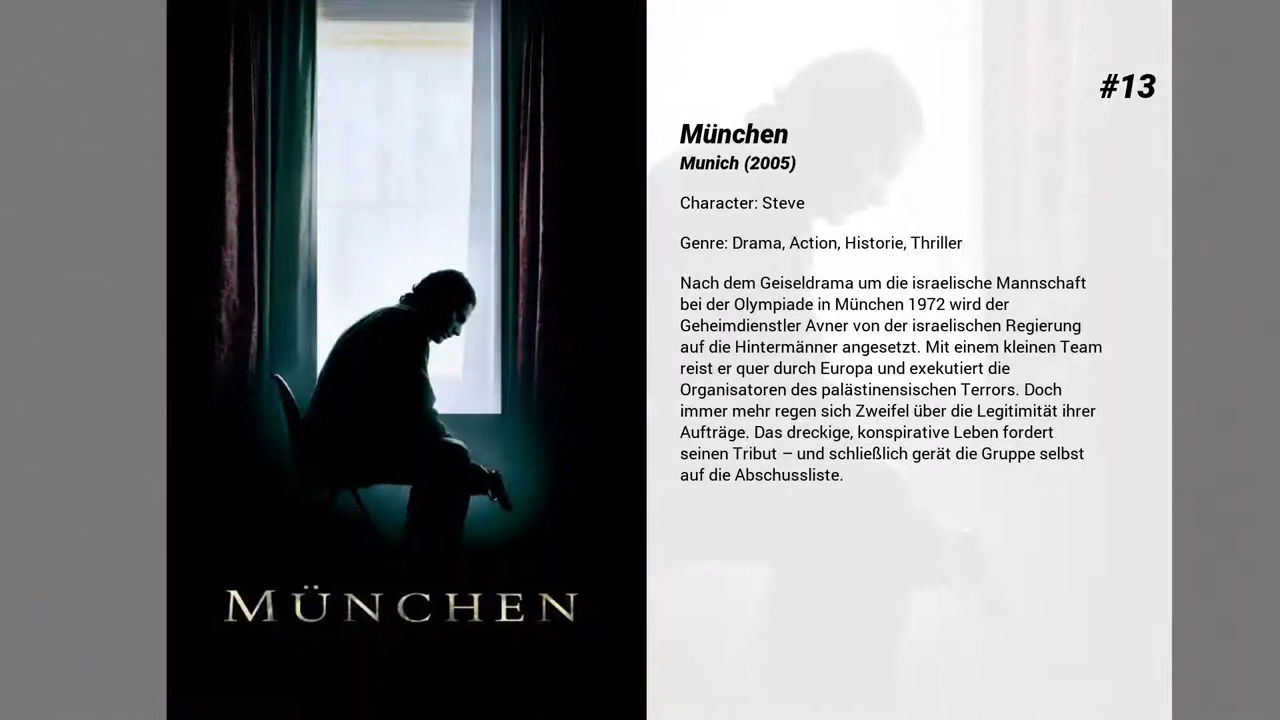 #13
München
Munich (2005)
Character: Steve
Genre: Drama, Action, Historie, Thriller
Nach dem Geiseldrama um die israelische Mannschaft
bei der Olympiade in München 1972 wird der
Geheimdienstler Avner von der israelischen Regierung
auf die Hintermänner angesetzt. Mit einem kleinen Team
reist er quer durch Europa und exekutiert die
Organisatoren des palästinensischen Terrors. Doch
immer mehr regen sich Zweifel über die Legitimität ihrer
Aufträge. Das dreckige, konspirative Leben fordert
seinen Tribut – und schließlich gerät die Gruppe selbst
auf die Abschussliste.
MÜNCHEN